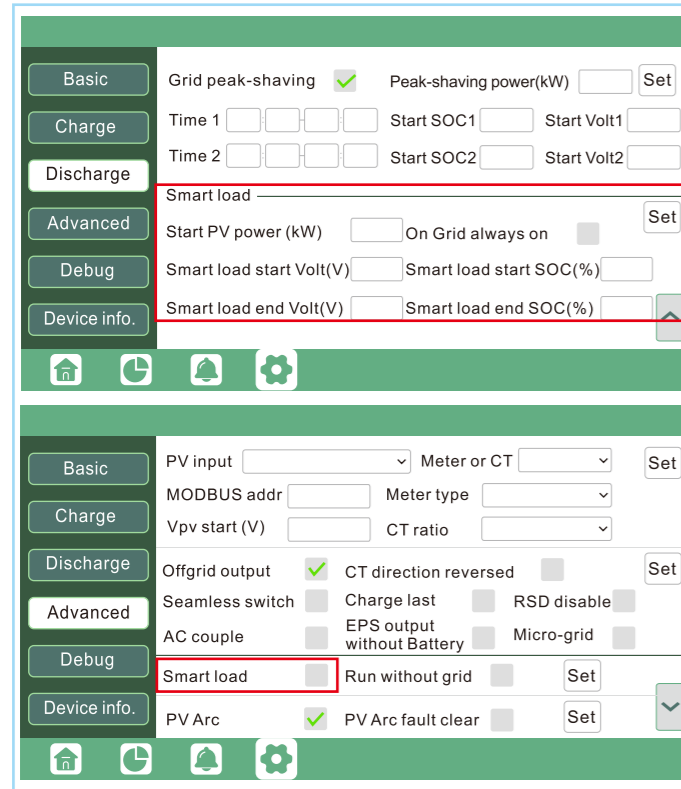 Basic
Charge
Discharge
Advanced
Debug
Device info.
Grid peak-shaving Peak-shaving power(kW) Set
Time 1 : - : Start SOC1 Start Volt1
Time 2 : - : Start SOC2 Start Volt2
Smart load
Set
Start PV power (kW) On Grid always on
Smart load start Volt(V) Smart load start SOC(%)
Smart load end Volt(V) Smart load end SOC(%)
Basic
Charge
Discharge
Advanced
Debug
Device info.
PV input Meter or CT Set
MODBUS addr Meter type
Vpv start (V) CT ratio
Offgrid output CT direction reversed Set
Seamless switch Charge last RSD disable
AC couple EPS output without Battery Micro-grid
Smart load Run without grid Set
PV Arc PV Arc fault clear Set